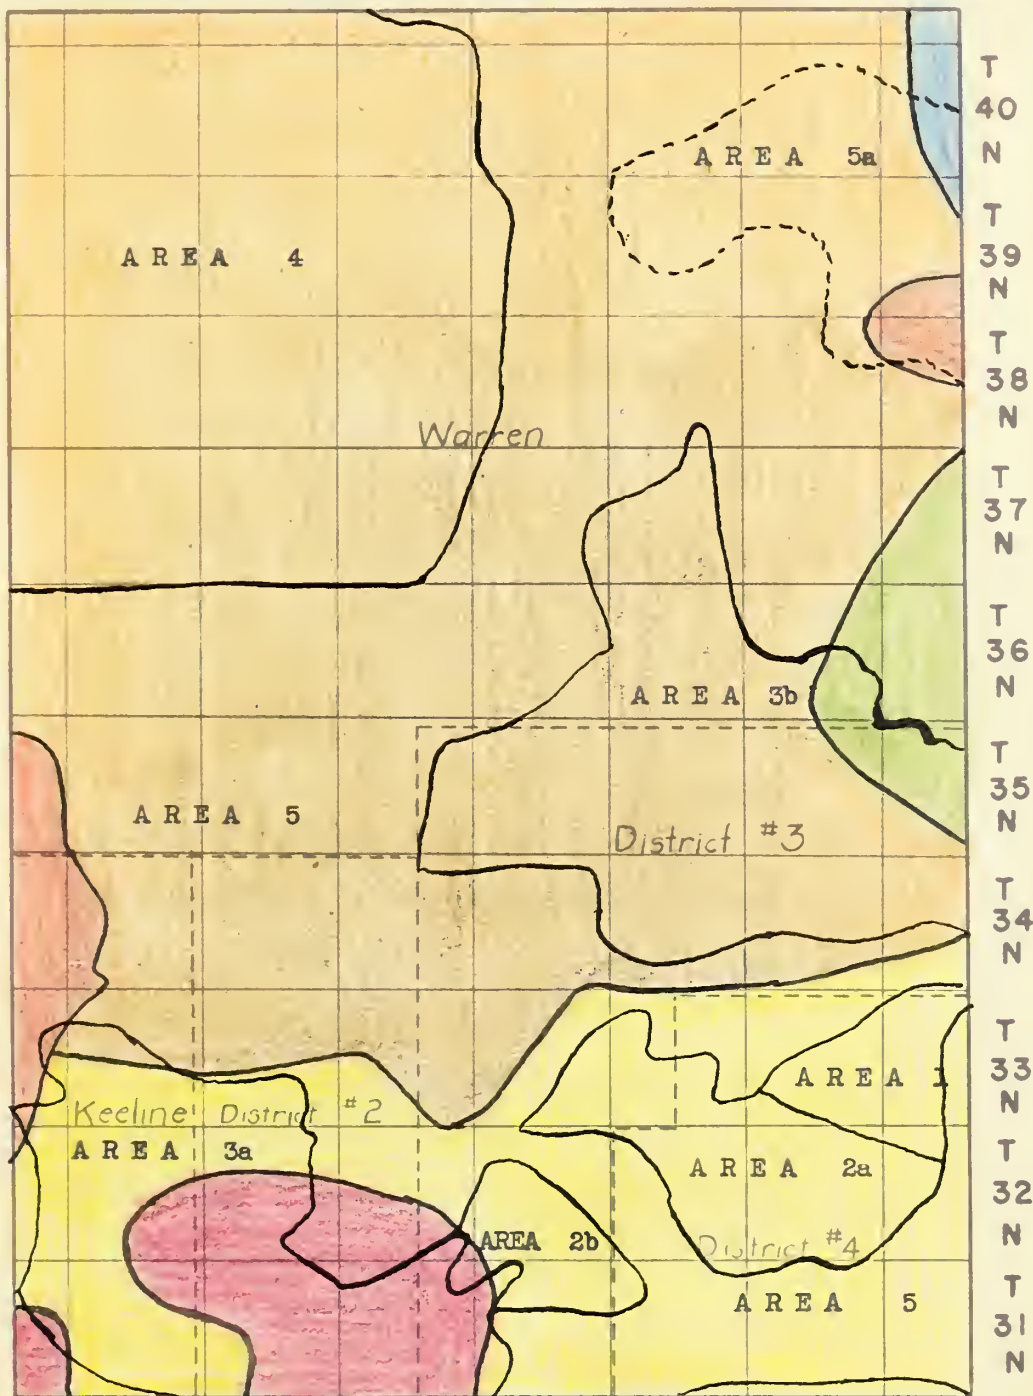 T
40
N
AREA 5a
T
39
N
AREA 4
T
38
N
Warren
T
37
N
T
36
N
AREA 3b
T
35
N
AREA 5
District #3
T
34
N
T
33
N
AREA 1
Keeline District #2
AREA 3a
T
32
N
AREA 2a
AREA 2b
District #4
T
31
N
AREA 5